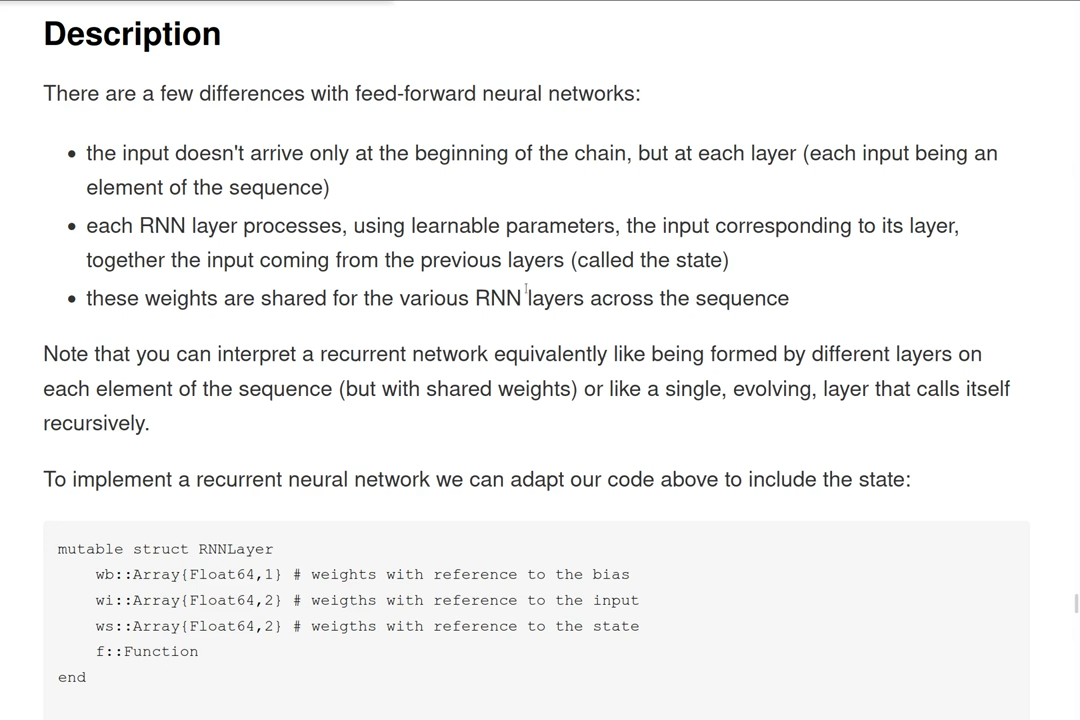 Description
There are a few differences with feed-forward neural networks:
• the input doesn't arrive only at the beginning of the chain, but at each layer (each input being an
element of the sequence)
• each RNN layer processes, using learnable parameters, the input corresponding to its layer,
together the input coming from the previous layers (called the state)
• these weights are shared for the various RNN layers across the sequence
Note that you can interpret a recurrent network equivalently like being formed by different layers on
each element of the sequence (but with shared weights) or like a single, evolving, layer that calls itself
recursively.
To implement a recurrent neural network we can adapt our code above to include the state:
mutable struct RNNLayer
    wb::Array{Float64,1} # weights with reference to the bias
    wi::Array{Float64,2} # weigths with reference to the input
    ws::Array{Float64,2} # weigths with reference to the state
    f::Function
end